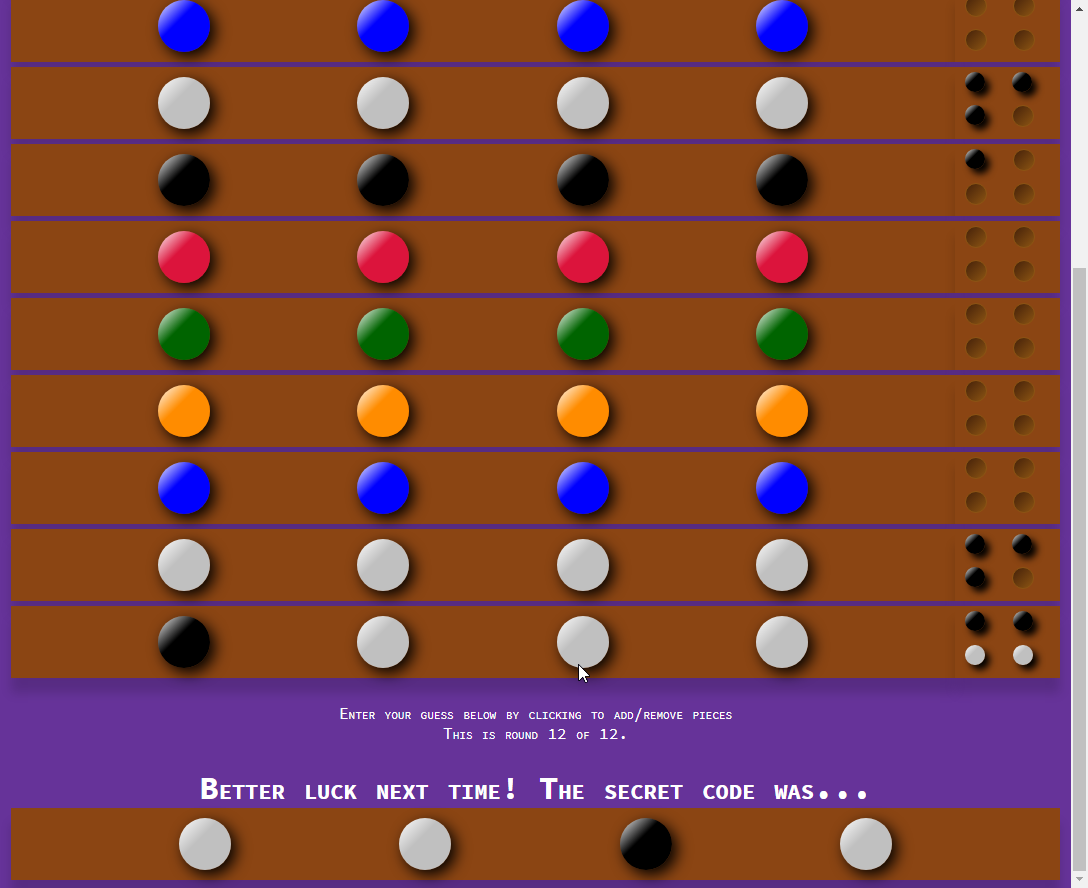 Enter your guess below by clicking to add/remove pieces
This is round 12 of 12.
Better luck next time! The secret code was...